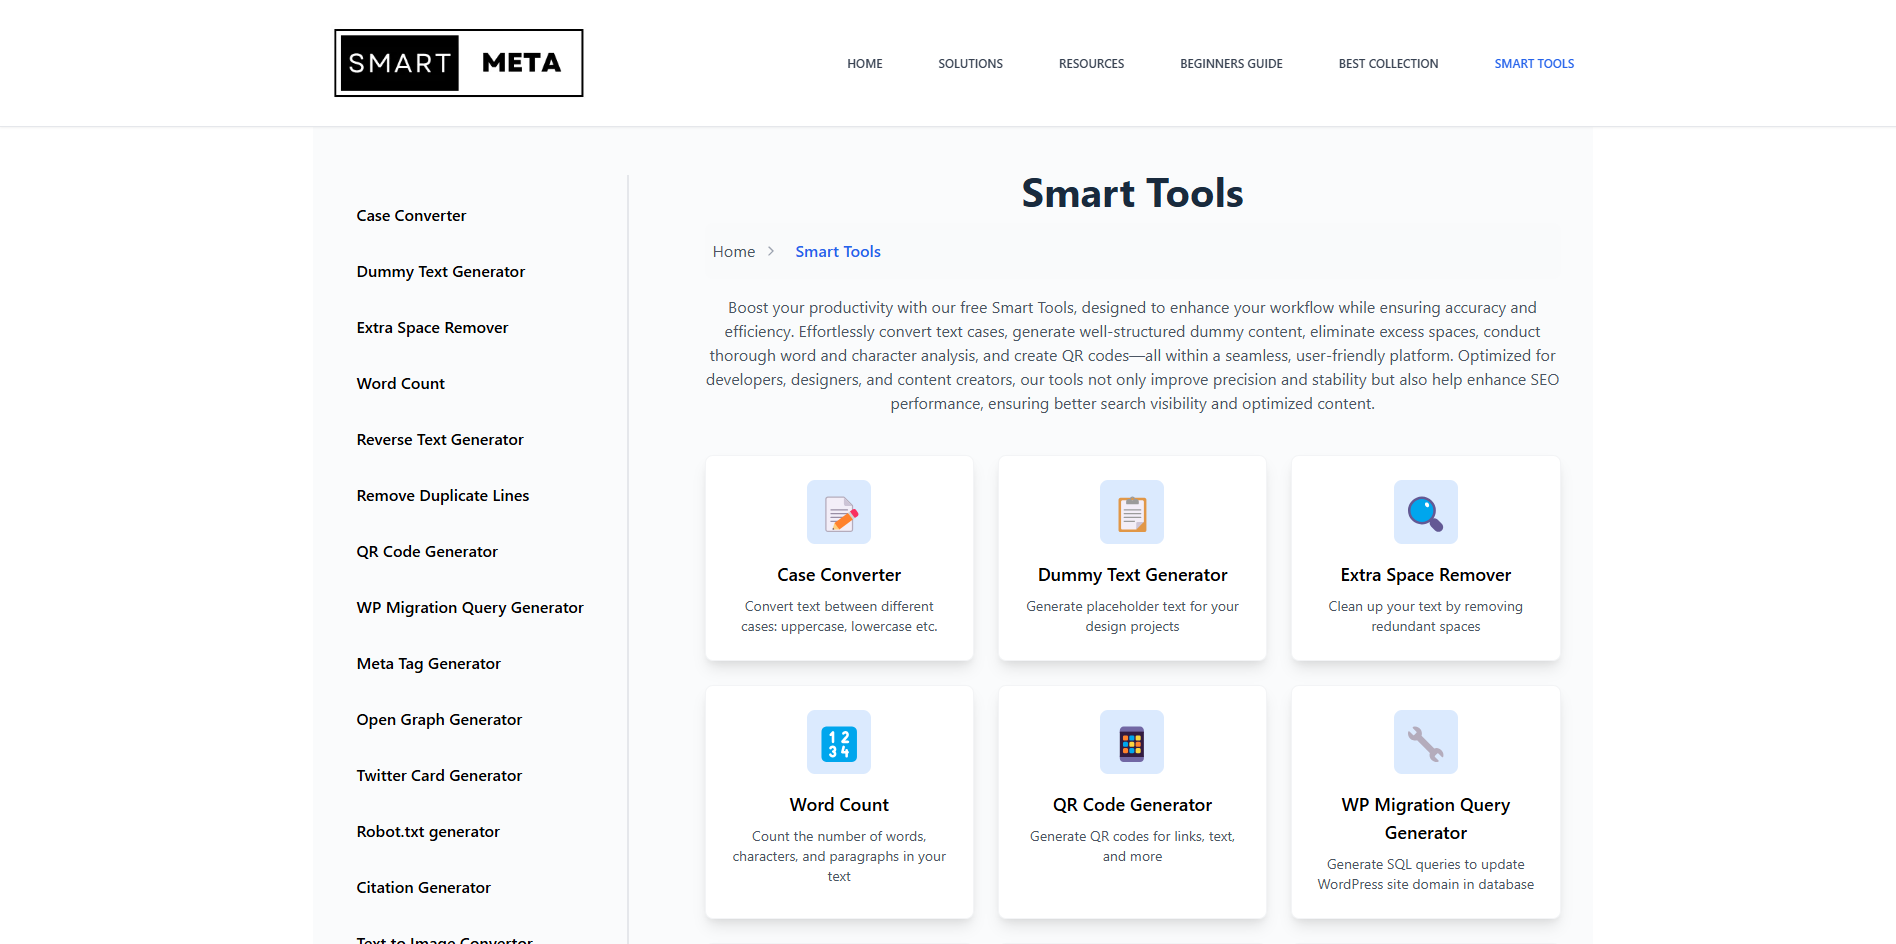 SMART META
HOME
SOLUTIONS
RESOURCES
BEGINNERS GUIDE
BEST COLLECTION
SMART TOOLS
Case Converter
Dummy Text Generator
Extra Space Remover
Word Count
Reverse Text Generator
Remove Duplicate Lines
QR Code Generator
WP Migration Query Generator
Meta Tag Generator
Open Graph Generator
Twitter Card Generator
Robot.txt generator
Citation Generator
Text to Image Convertor
Smart Tools
Home > Smart Tools
Boost your productivity with our free Smart Tools, designed to enhance your workflow while ensuring accuracy and
efficiency. Effortlessly convert text cases, generate well-structured dummy content, eliminate excess spaces, conduct
thorough word and character analysis, and create QR codes—all within a seamless, user-friendly platform. Optimized for
developers, designers, and content creators, our tools not only improve precision and stability but also help enhance SEO
performance, ensuring better search visibility and optimized content.
Case Converter
Convert text between different
cases: uppercase, lowercase etc.
Dummy Text Generator
Generate placeholder text for your
design projects
Extra Space Remover
Clean up your text by removing
redundant spaces
1 2
3 4
Word Count
Count the number of words,
characters, and paragraphs in your
text
QR Code Generator
Generate QR codes for links, text,
and more
WP Migration Query
Generator
Generate SQL queries to update
WordPress site domain in database